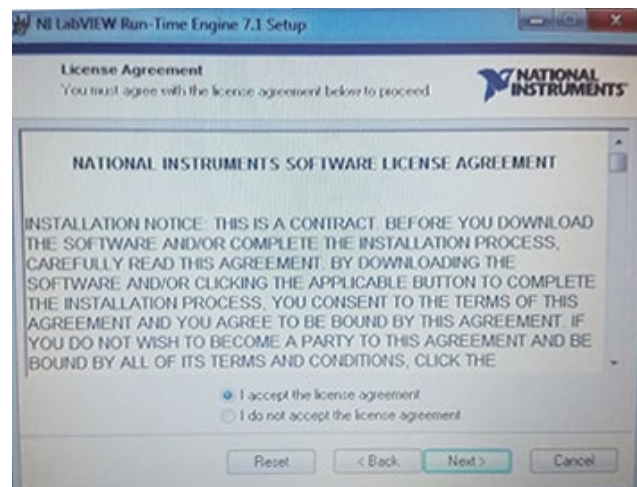 NI LabVIEW Run-Time Engine 7.1 Setup
License Agreement
You must agree with the license agreement below to proceed.
NATIONAL
INSTRUMENTS
NATIONAL INSTRUMENTS SOFTWARE LICENSE AGREEMENT
INSTALLATION NOTICE: THIS IS A CONTRACT. BEFORE YOU DOWNLOAD
THE SOFTWARE AND/OR COMPLETE THE INSTALLATION PROCESS,
CAREFULLY READ THIS AGREEMENT. BY DOWNLOADING THE
SOFTWARE AND/OR CLICKING THE APPLICABLE BUTTON TO COMPLETE
THE INSTALLATION PROCESS, YOU CONSENT TO THE TERMS OF THIS
AGREEMENT AND YOU AGREE TO BE BOUND BY THIS AGREEMENT. IF
YOU DO NOT WISH TO BECOME A PARTY TO THIS AGREEMENT AND BE
BOUND BY ALL OF ITS TERMS AND CONDITIONS, CLICK THE
I accept the license agreement
I do not accept the license agreement
Reset
< Back
Next >
Cancel